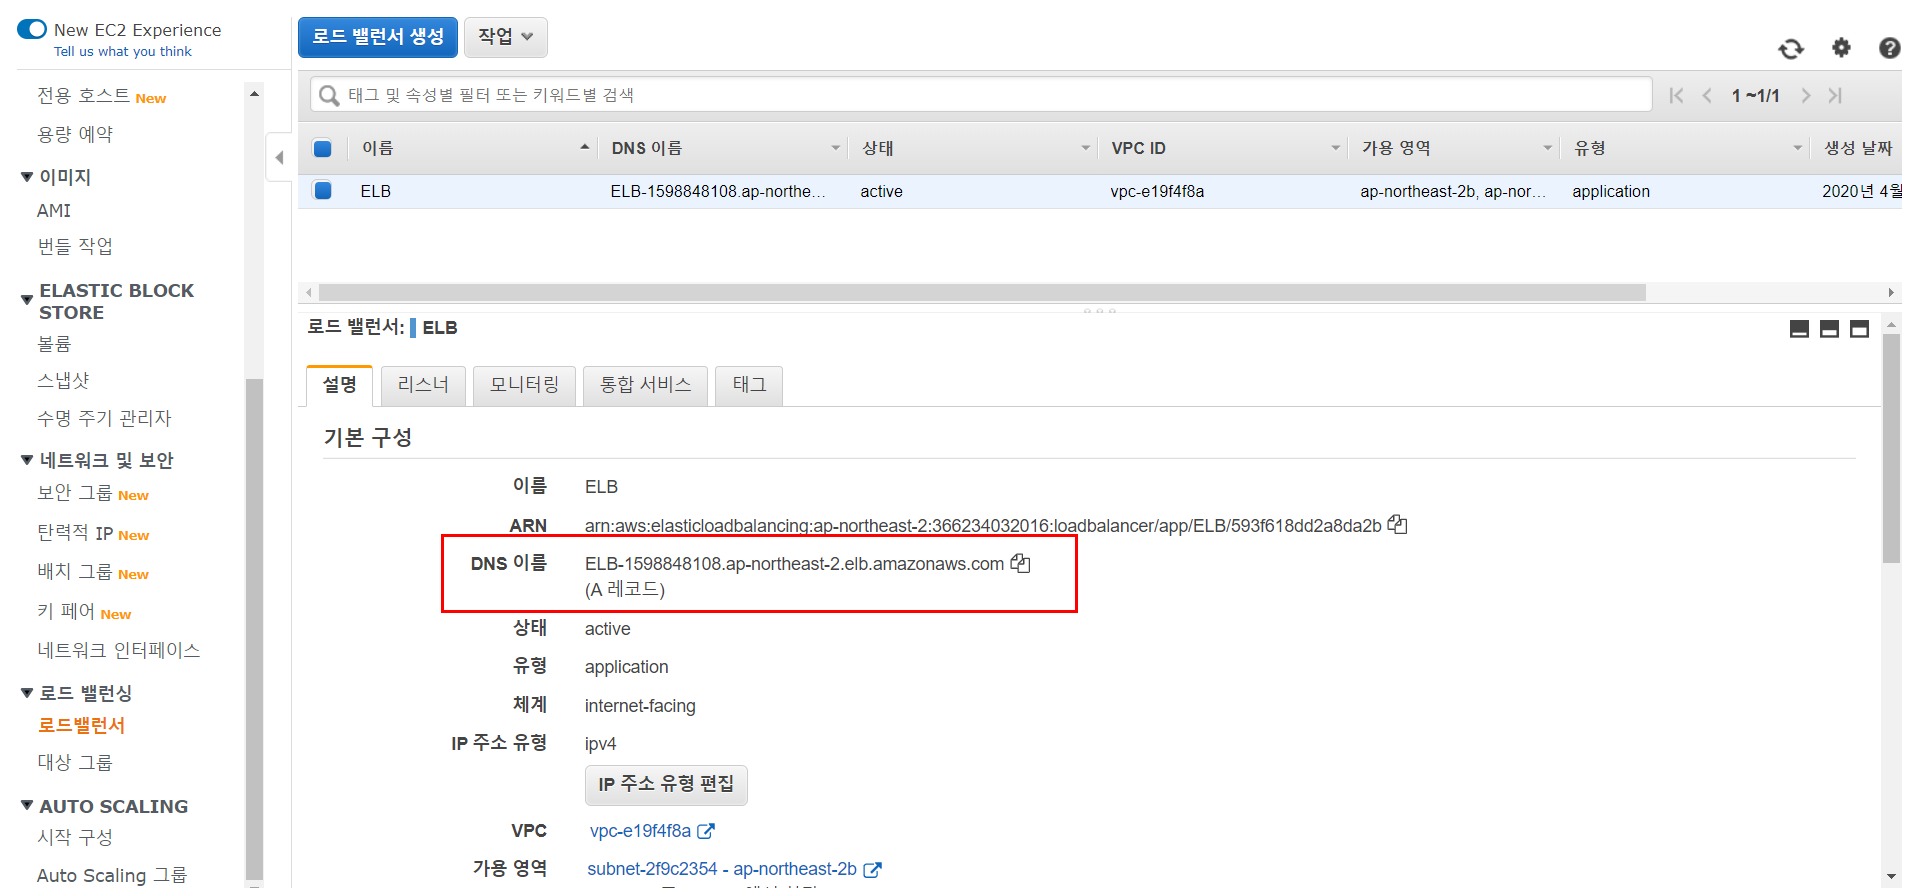 New EC2 Experience
Tell us what you think
전용 호스트 New
용량 예약
이미지
AMI
번들 작업
ELASTIC BLOCK
STORE
볼륨
스냅샷
수명 주기 관리자
네트워크 및 보안
보안 그룹 New
탄력적 IP New
배치 그룹 New
키 페어 New
네트워크 인터페이스
로드 밸런싱
로드밸런서
대상 그룹
AUTO SCALING
시작 구성
Auto Scaling 그룹
로드 밸런서 생성 작업
태그 및 속성별 필터 또는 키워드별 검색 1 ~1/1
이름 DNS 이름 상태 VPC ID 가용 영역 유형 생성 날짜
ELB ELB-1598848108.ap-northe... active vpc-e19f4f8a ap-northeast-2b, ap-nor... application 2020년 4월
로드 밸런서: ELB
설명 리스너 모니터링 통합 서비스 태그
기본 구성
이름 ELB
ARN arn:aws:elasticloadbalancing:ap-northeast-2:366234032016:loadbalancer/app/ELB/593f618dd2a8da2b
DNS 이름 ELB-1598848108.ap-northeast-2.elb.amazonaws.com
(A 레코드)
상태 active
유형 application
체계 internet-facing
IP 주소 유형 ipv4
IP 주소 유형 편집
VPC vpc-e19f4f8a
가용 영역 subnet-2f9c2354 - ap-northeast-2b